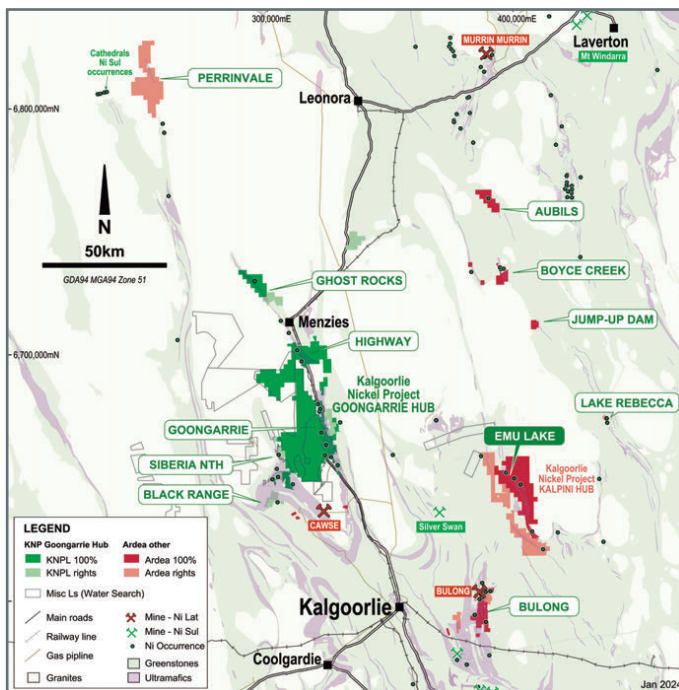 300,000mE
400,000mE
MURRIN MURRIN
Laverton
Mt Windarra
Cathedrals
Ni Sul
occurrences
PERRINVALE
Leonora
6,800,000mN
N
50km
GDA94 MGA94 Zone 51
AUBILS
BOYCE CREEK
GHOST ROCKS
JUMP-UP DAM
Menzies
HIGHWAY
6,700,000mN
Kalgoorlie
Nickel Project
GOONGARRIE HUB
LAKE REBECCA
GOONGARRIE
EMU LAKE
SIBERIA NTH
Kalgoorlie
Nickel Project
KALPINI HUB
BLACK RANGE
CAWSE
Silver Swan
LEGEND
KNP Goongarrie Hub
Ardea other
KNPL 100%
Ardea 100%
KNPL rights
Ardea rights
Misc Ls (Water Search)
Main roads
Mine - Ni Lat
Railway line
Mine - Ni Sul
Gas pipline
Ni Occurrence
Greenstones
Granites
Ultramafics
BULONG
BULONG
Kalgoorlie
Coolgardie
Jan 2024